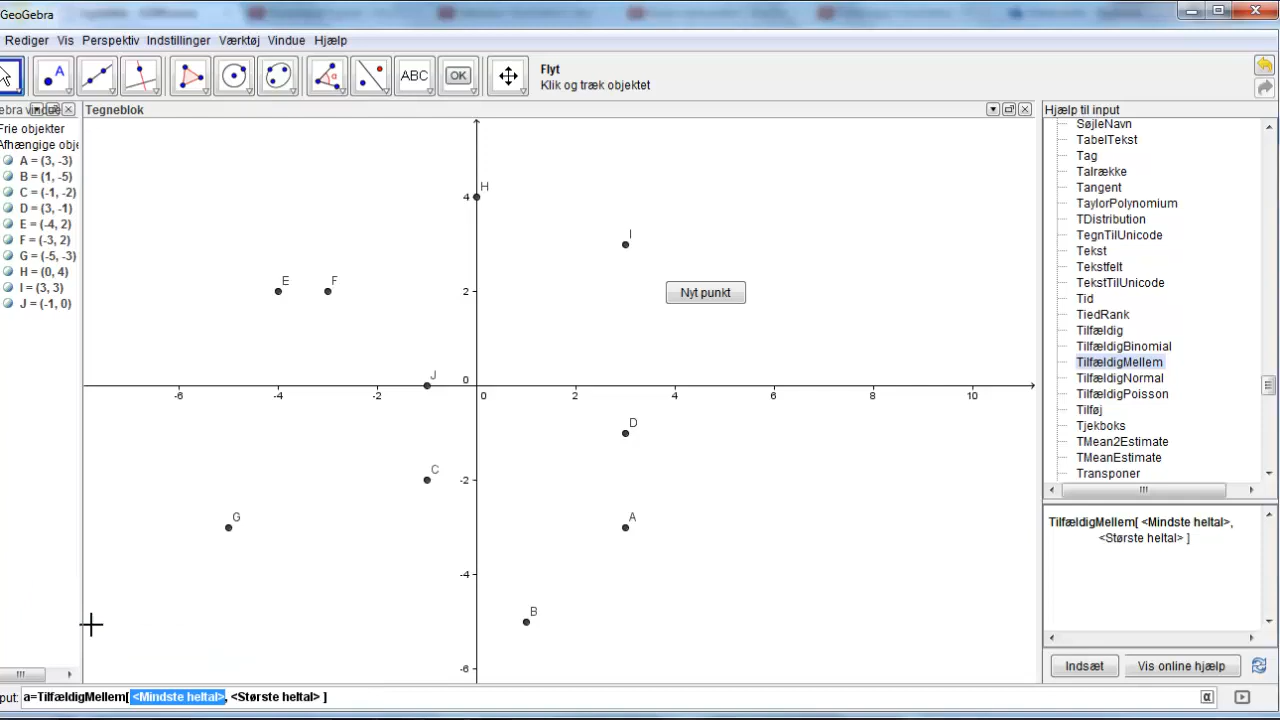 GeoGebra
Rediger Vis Perspektiv Indstillinger Værktøj Vindue Hjælp
A
α
ABC
OK
Flyt
Klik og træk objektet
Tegneblok
Hjælp til input
Frie objekter
Afhængige obje
A = (3, -3)
B = (1, -5)
C = (-1, -2)
D = (3, -1)
E = (-4, 2)
F = (-3, 2)
G = (-5, -3)
H = (0, 4)
I = (3, 3)
J = (-1, 0)
H
4
I
E
F
2
Nyt punkt
J
0
-6 -4 -2 0 2 4 6 8 10
D
C
-2
G
A
-4
B
-6
SøjleNavn
TabelTekst
Tag
Talrække
Tangent
TaylorPolynomium
TDistribution
TegnTilUnicode
Tekst
Tekstfelt
TekstTilUnicode
Tid
TiedRank
Tilfældig
TilfældigBinomial
TilfældigMellem
TilfældigNormal
TilfældigPoisson
Tilføj
Tjekboks
TMean2Estimate
TMeanEstimate
Transponer
TilfældigMellem[ <Mindste heltal>,
<Største heltal> ]
Indsæt
Vis online hjælp
put: a=TilfældigMellem[ <Mindste heltal>, <Største heltal> ]
α